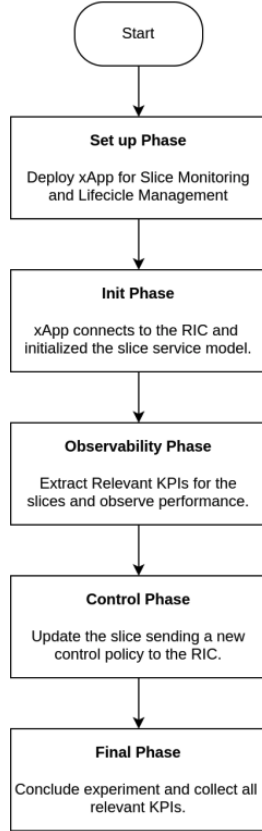 Start
Set up Phase
Deploy xApp for Slice Monitoring
and Lifecicle Management
Init Phase
xApp connects to the RIC and
initialized the slice service model.
Observability Phase
Extract Relevant KPIs for the
slices and observe performance.
Control Phase
Update the slice sending a new
control policy to the RIC.
Final Phase
Conclude experiment and collect all
relevant KPIs.